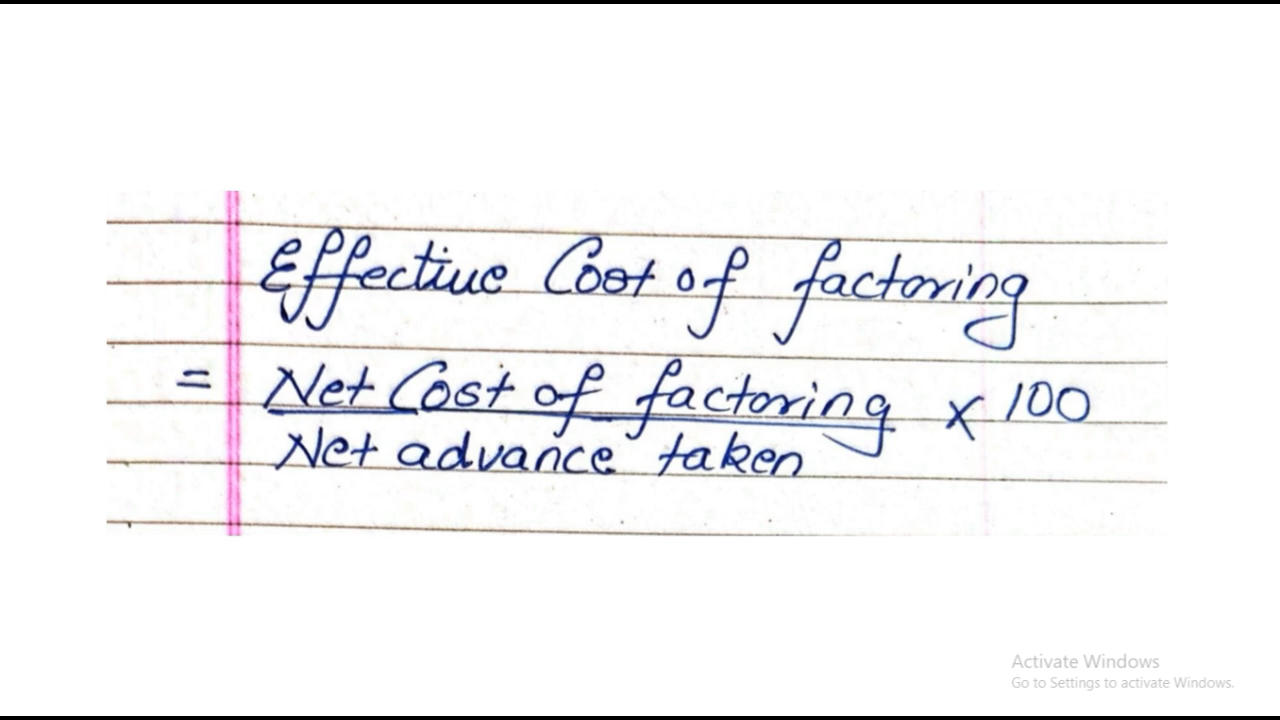 Effective Cost of factoring
= Net Cost of factoring × 100
Net advance taken
Activate Windows
Go to Settings to activate Windows.